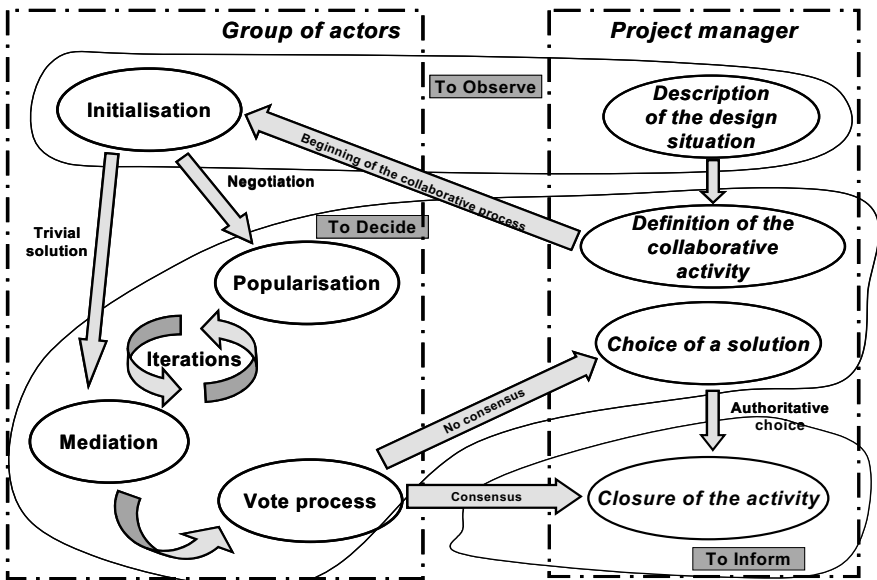 Group of actors
Project manager
To Observe
Initialisation
Description
of the design
situation
Beginning of the collaborative process
Negotiation
Trivial
solution
To Decide
Definition of the
collaborative
activity
Popularisation
Iterations
Choice of a solution
No consensus
Authoritative
choice
Mediation
Vote process
Consensus
Closure of the activity
To Inform